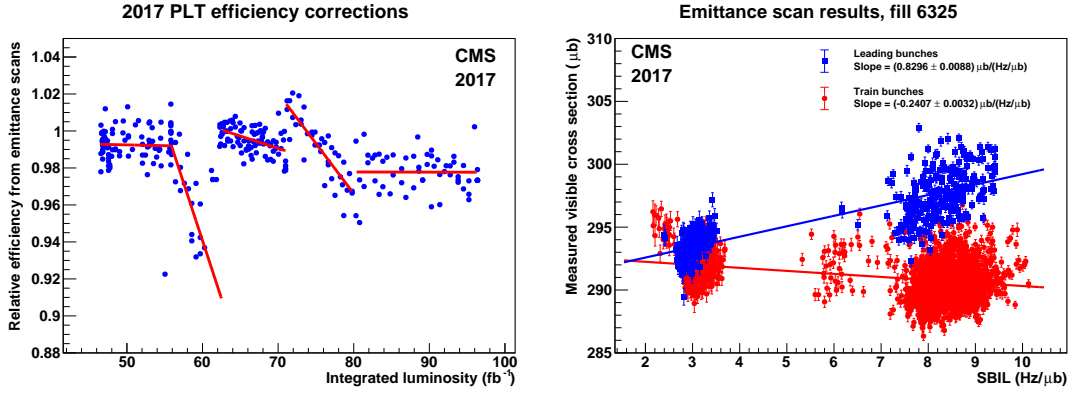 2017 PLT efficiency corrections
Relative efficiency from emittance scans
1.04
1.02
1
0.98
0.96
0.94
0.92
0.9
0.88
CMS
2017
50 60 70 80 90 100
Integrated luminosity (fb⁻¹)
Emittance scan results, fill 6325
Measured visible cross section (μb)
310
305
300
295
290
285
CMS
2017
Leading bunches
Slope = (0.8296 ± 0.0088) μb/(Hz/μb)
Train bunches
Slope = (-0.2407 ± 0.0032) μb/(Hz/μb)
2 3 4 5 6 7 8 9 10
SBIL (Hz/μb)